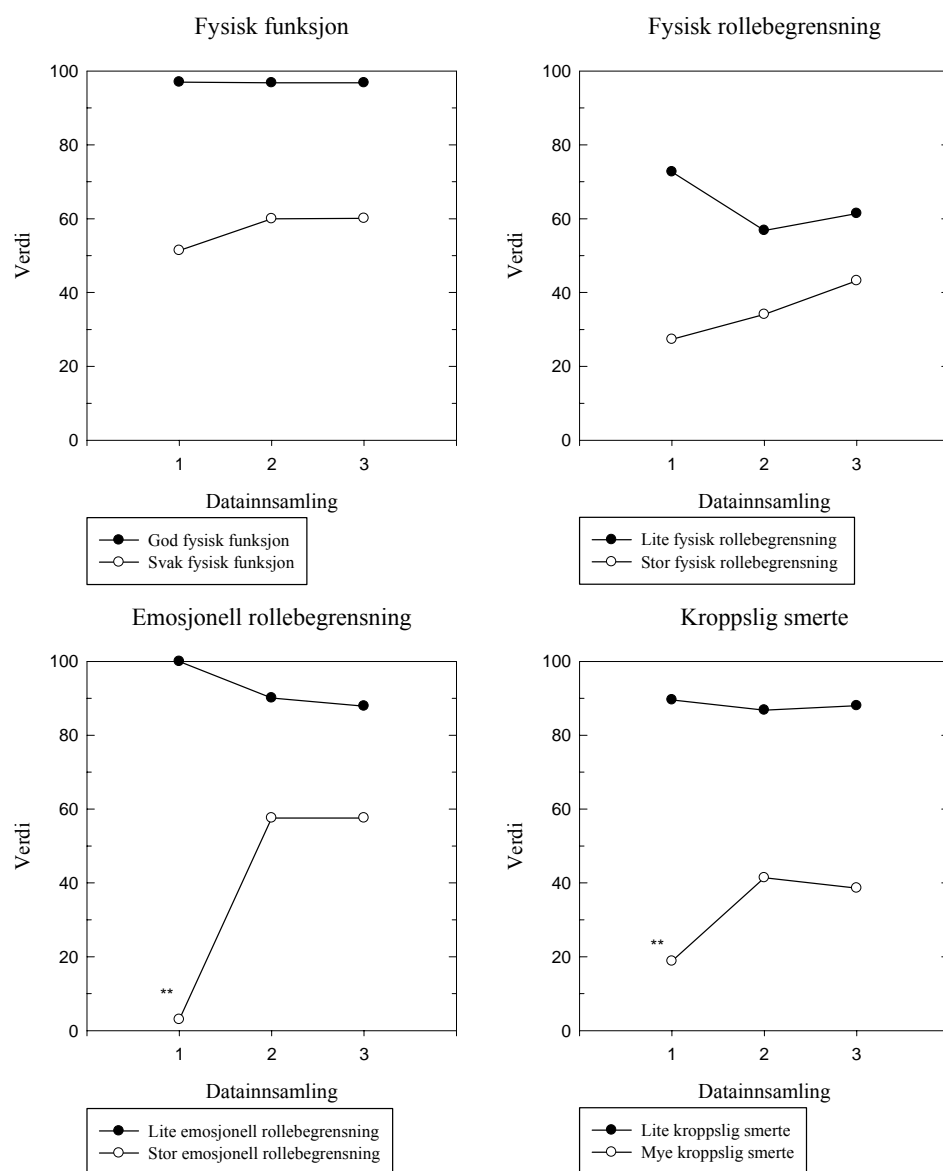 Fysisk funksjon
100
80
60
40
20
0
Verdi
1 2 3
Datainnsamling
God fysisk funksjon
Svak fysisk funksjon
Fysisk rollebegrensning
100
80
60
40
20
0
Verdi
1 2 3
Datainnsamling
Lite fysisk rollebegrensning
Stor fysisk rollebegrensning
Emosjonell rollebegrensning
100
80
60
40
20
0
Verdi
**
1 2 3
Datainnsamling
Lite emosjonell rollebegrensning
Stor emosjonell rollebegrensning
Kroppslig smerte
100
80
60
40
20
0
Verdi
**
1 2 3
Datainnsamling
Lite kroppslig smerte
Mye kroppslig smerte